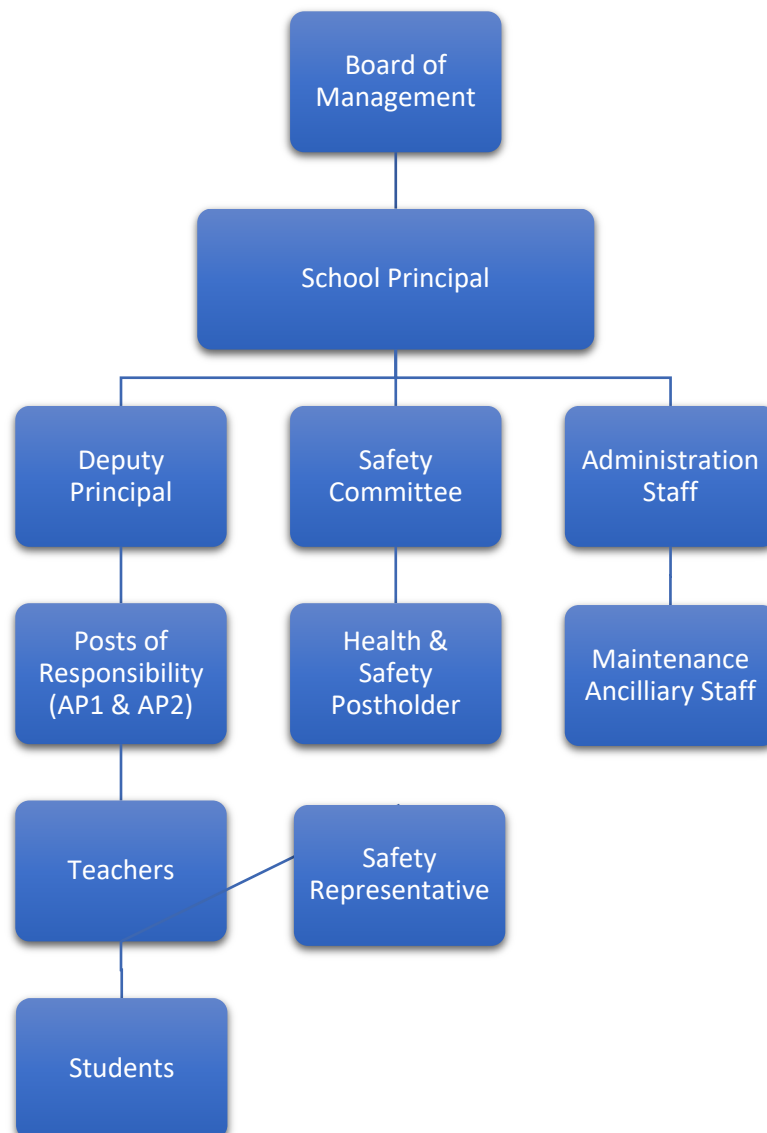 Board of
Management
School Principal
Deputy
Principal
Safety
Committee
Administration
Staff
Posts of
Responsibility
(AP1 & AP2)
Health &
Safety
Postholder
Maintenance
Ancilliary Staff
Teachers
Safety
Representative
Students